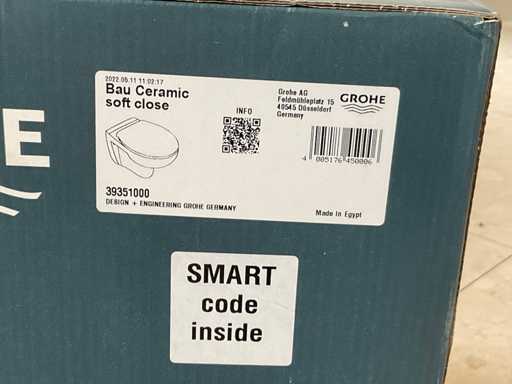 2022.05.11 11:02:17
Bau Ceramic
soft close
INFO
Grohe AG
Feldmühleplatz 15
40545 Düsseldorf
Germany
GROHE
4 005176 450006
39351000
DESIGN + ENGINEERING GROHE GERMANY
Made in Egypt
E
SMART
code
inside